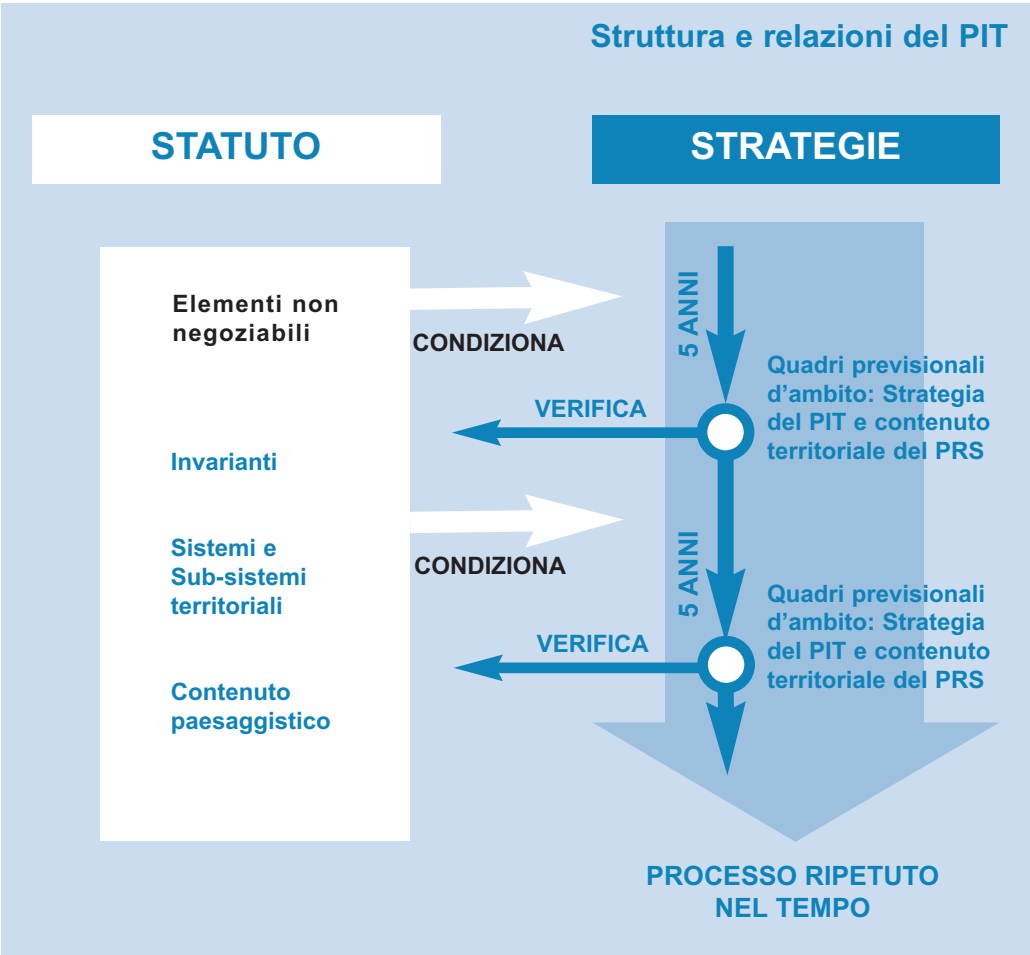 Struttura e relazioni del PIT
STATUTO
STRATEGIE
Elementi non
negoziabili
Invarianti
Sistemi e
Sub-sistemi
territoriali
Contenuto
paesaggistico
CONDIZIONA
VERIFICA
CONDIZIONA
VERIFICA
5 ANNI
Quadri previsionali
d’ambito: Strategia
del PIT e contenuto
territoriale del PRS
5 ANNI
Quadri previsionali
d’ambito: Strategia
del PIT e contenuto
territoriale del PRS
PROCESSO RIPETUTO
NEL TEMPO